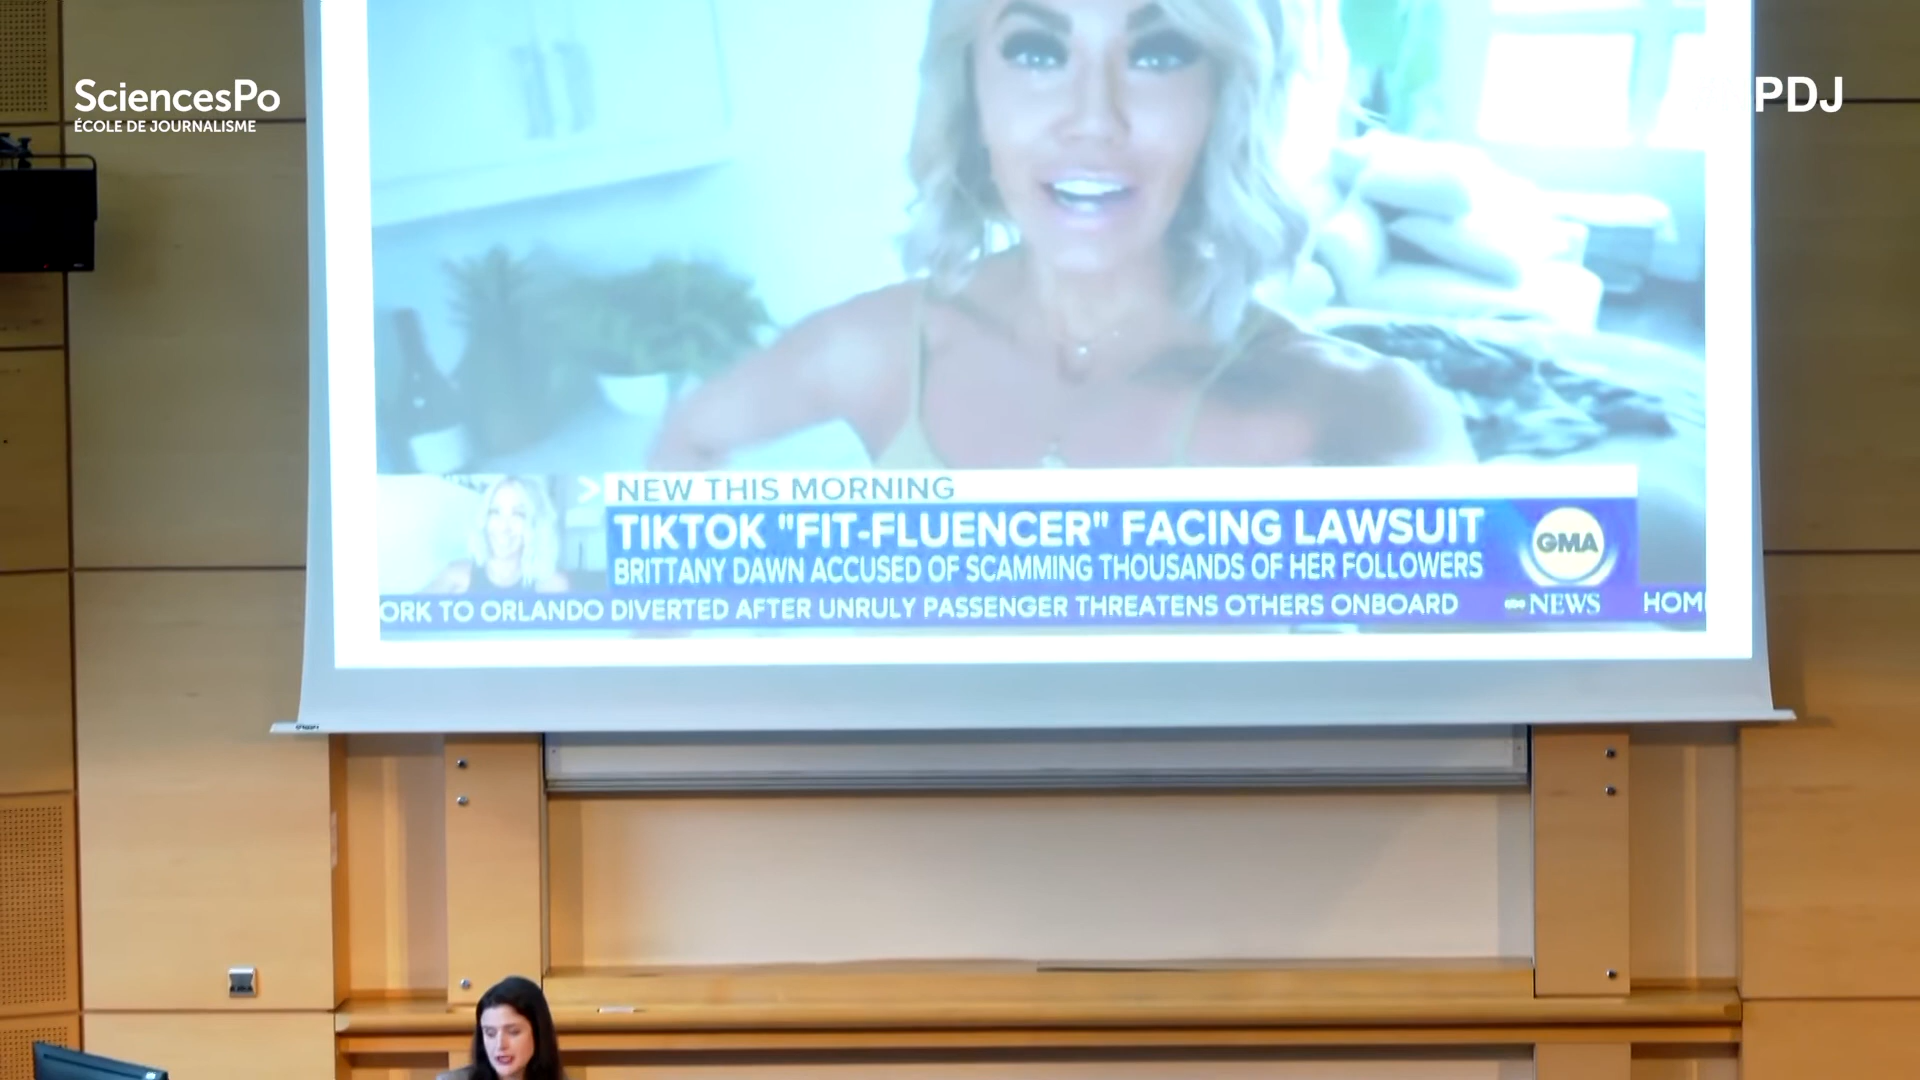 SciencesPo
ÉCOLE DE JOURNALISME
PDJ
NEW THIS MORNING
TIKTOK "FIT-FLUENCER" FACING LAWSUIT
BRITTANY DAWN ACCUSED OF SCAMMING THOUSANDS OF HER FOLLOWERS
GMA
ORK TO ORLANDO DIVERTED AFTER UNRULY PASSENGER THREATENS OTHERS ONBOARD
abc NEWS
HOM